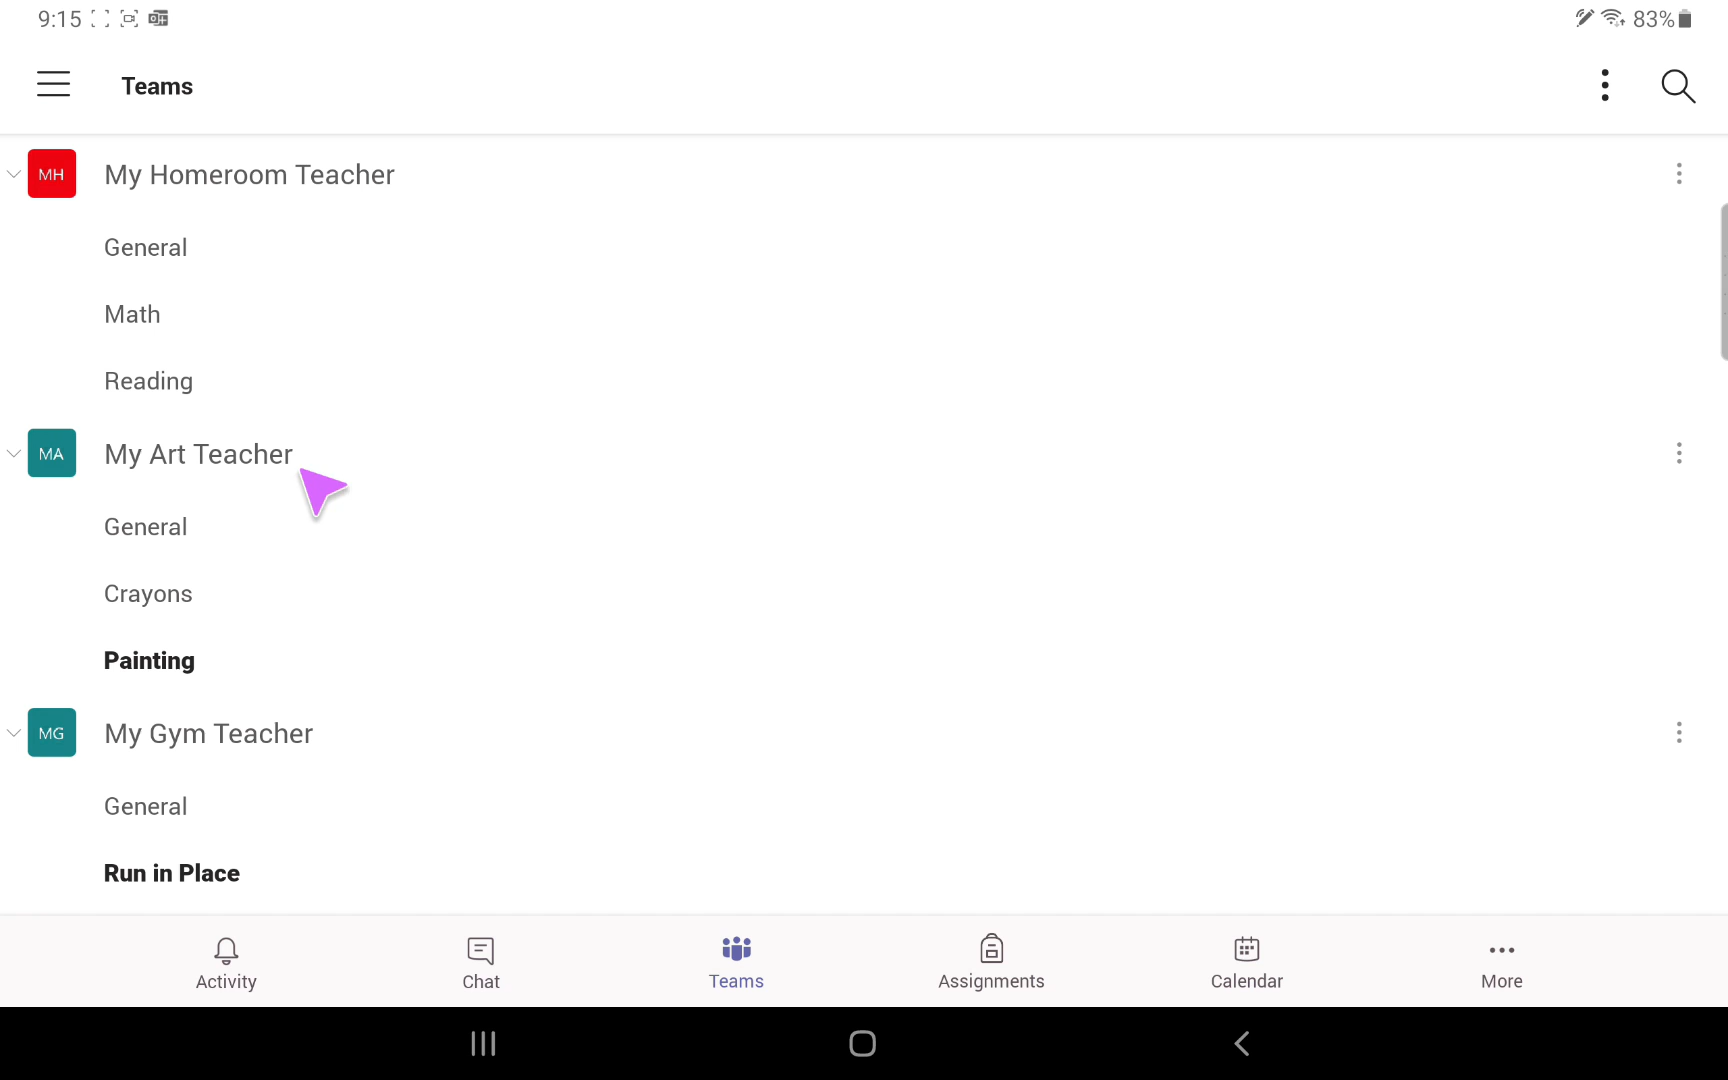 9:15
83%
Teams
MH My Homeroom Teacher
General
Math
Reading
MA My Art Teacher
General
Crayons
Painting
MG My Gym Teacher
General
Run in Place
Activity Chat Teams Assignments Calendar More